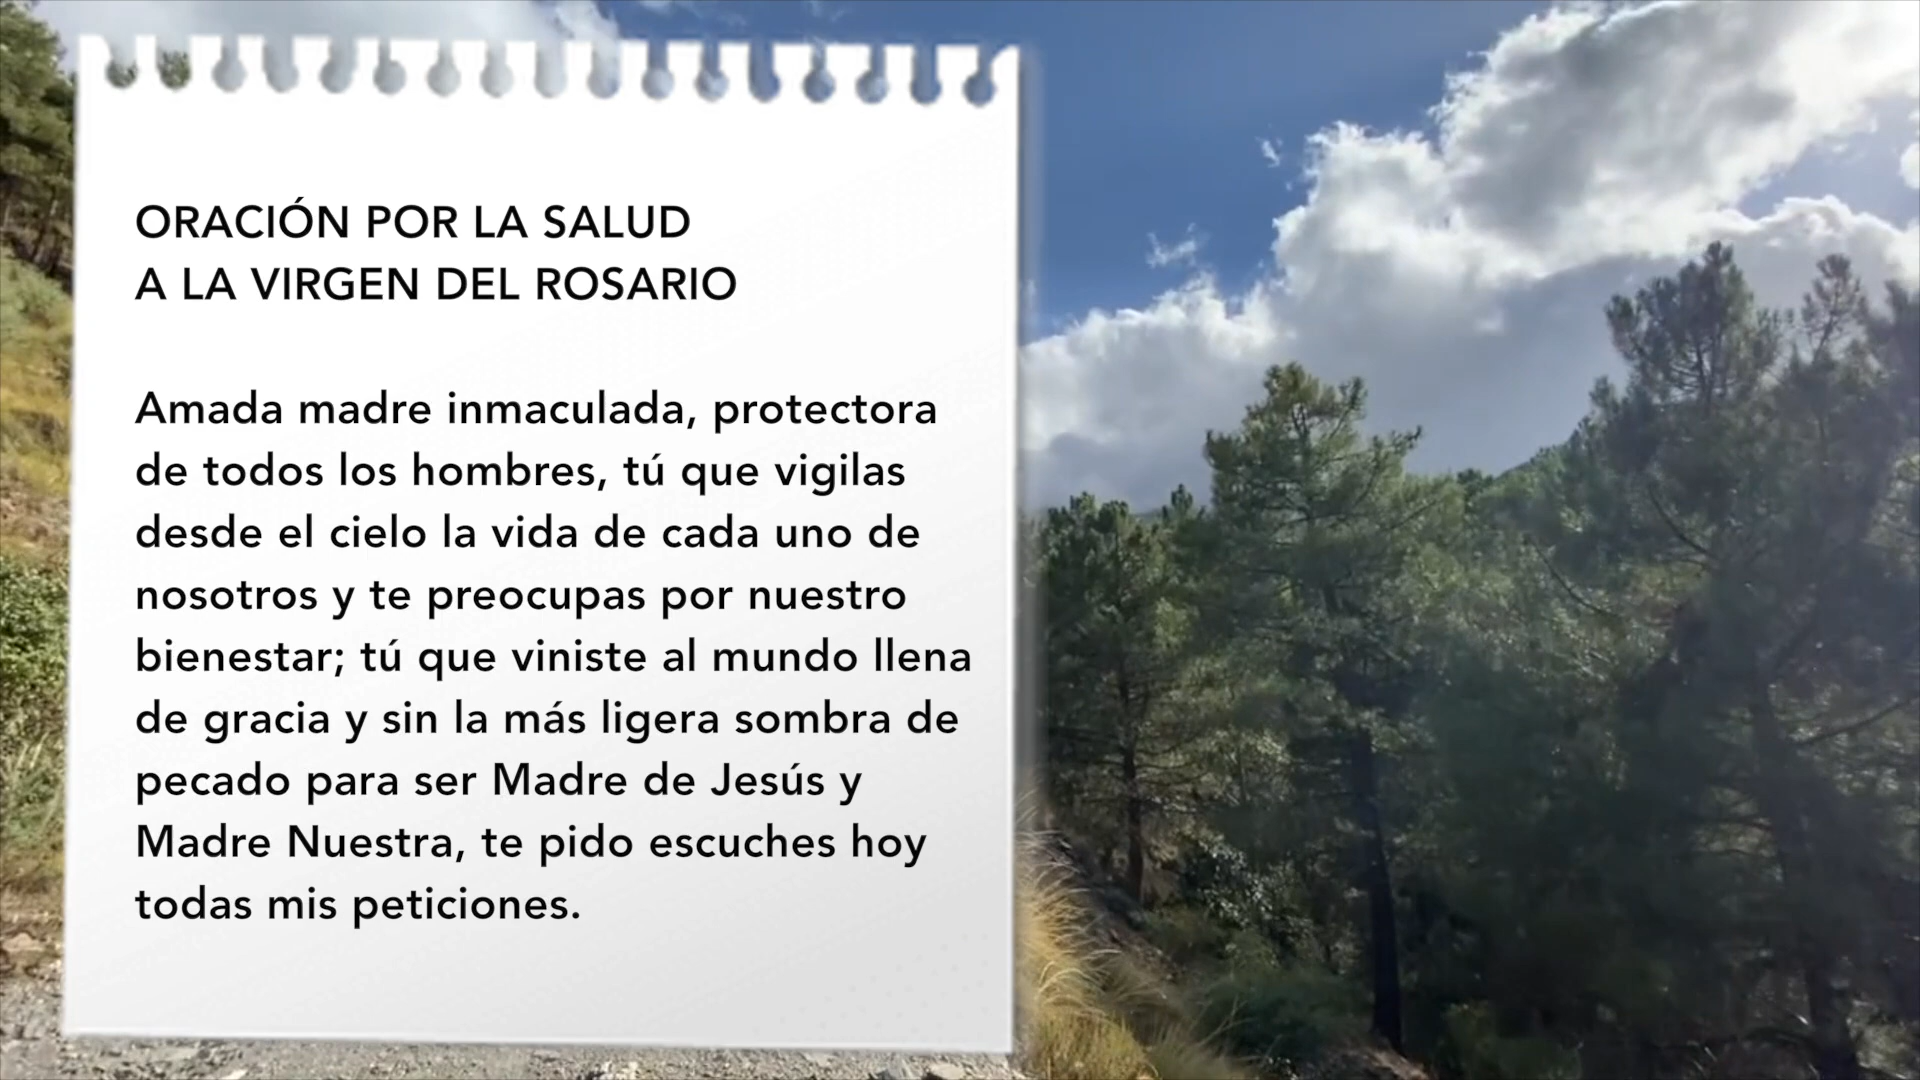 ORACIÓN POR LA SALUD
A LA VIRGEN DEL ROSARIO
Amada madre inmaculada, protectora
de todos los hombres, tú que vigilas
desde el cielo la vida de cada uno de
nosotros y te preocupas por nuestro
bienestar; tú que viniste al mundo llena
de gracia y sin la más ligera sombra de
pecado para ser Madre de Jesús y
Madre Nuestra, te pido escuches hoy
todas mis peticiones.